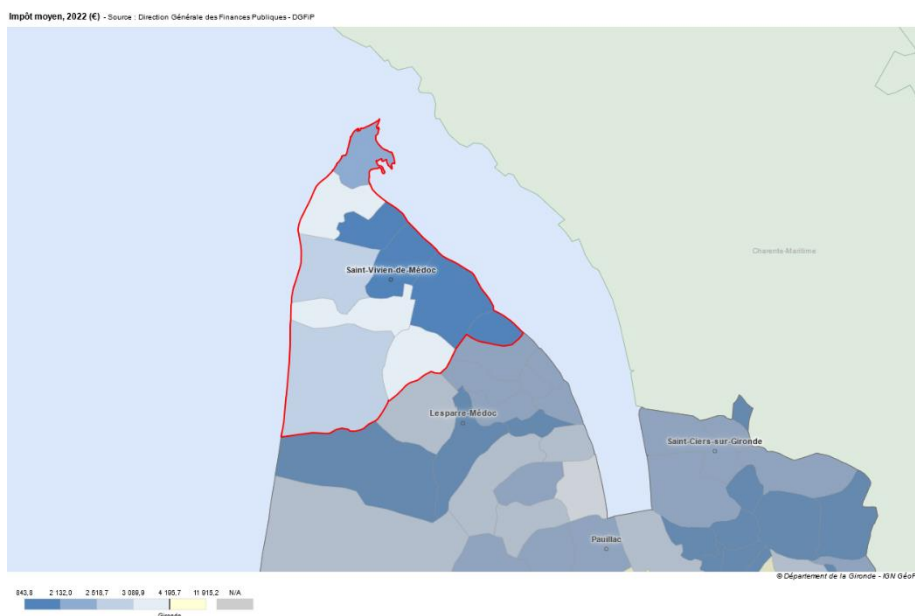 Impôt moyen, 2022 (€) - Source : Direction Générale des Finances Publiques - DGFiP
Charente-Maritime
Saint-Vivien-de-Médoc
Lesparre-Médoc
Saint-Ciers-sur-Gironde
Pauillac
© Département de la Gironde - IGN GéoF
843,8 2 132,0 2 518,7 3 089,9 4 195,7 11 915,2 N/A
Gironde